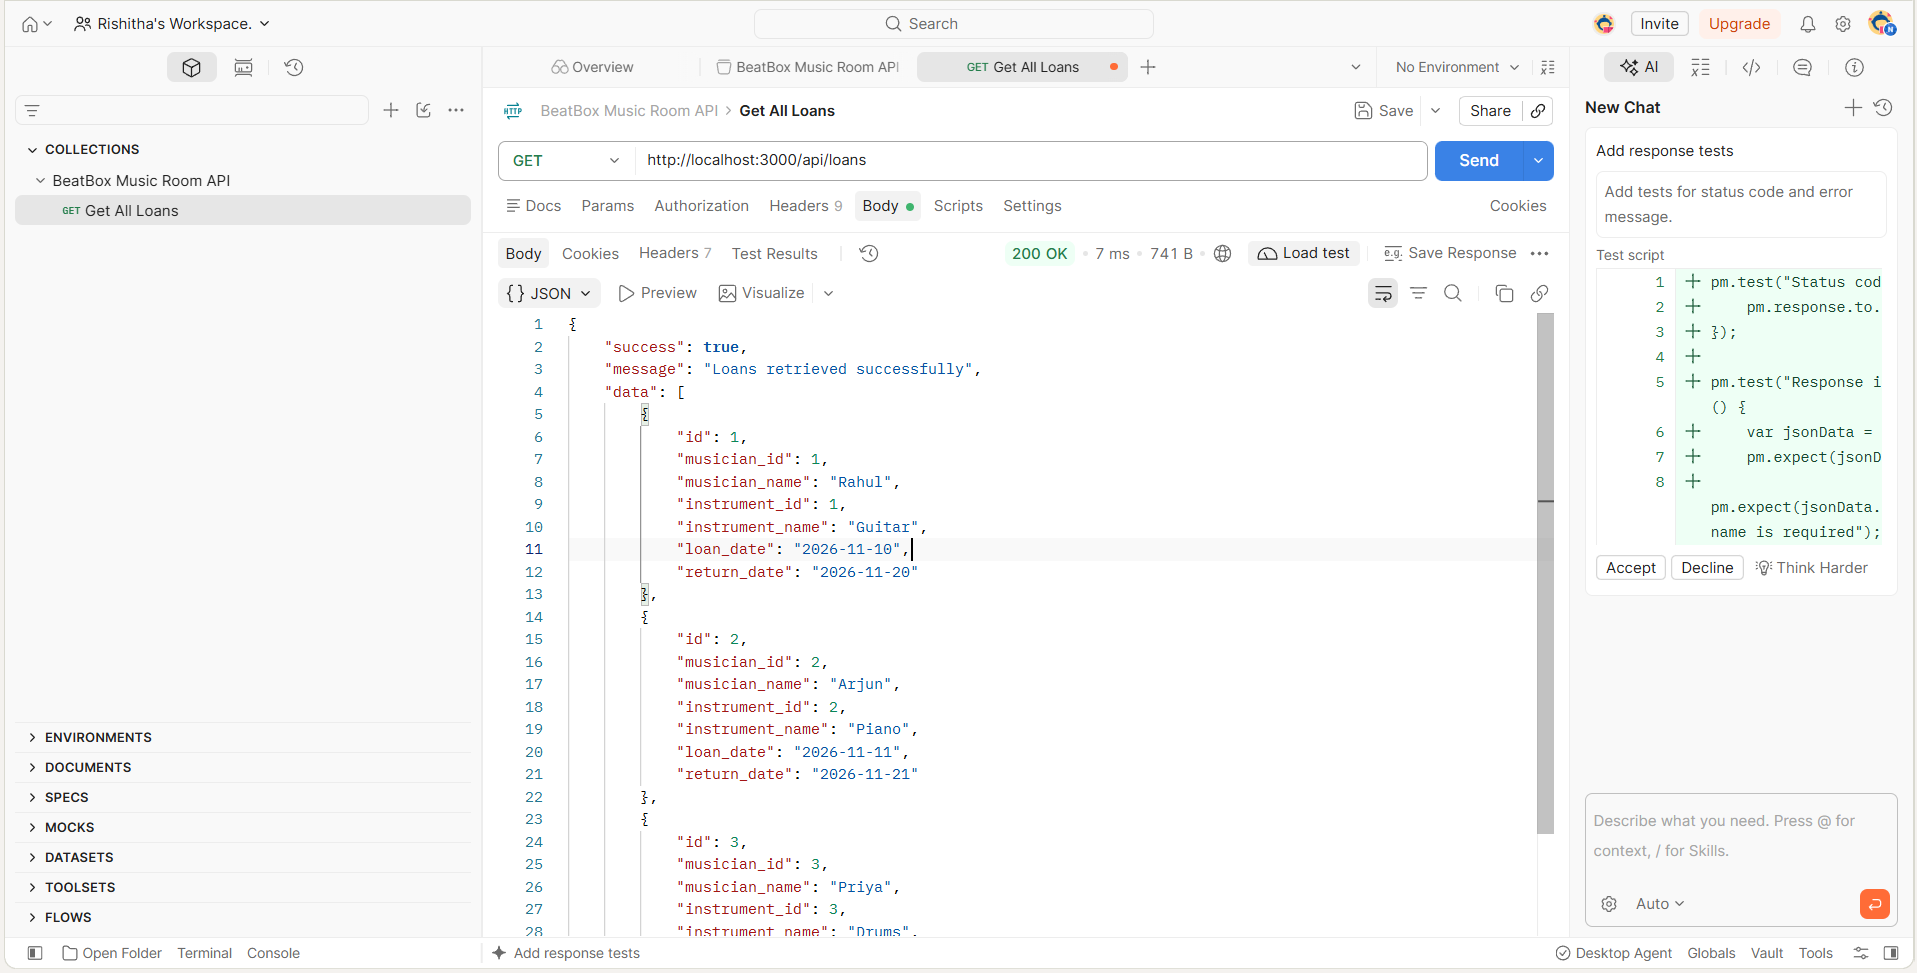 Rishitha's Workspace.
Search
Invite
Upgrade
Overview
BeatBox Music Room API
GET Get All Loans
No Environment
AI
BeatBox Music Room API > Get All Loans
Save
Share
New Chat
COLLECTIONS
BeatBox Music Room API
GET Get All Loans
GET
http://localhost:3000/api/loans
Send
Add response tests
Add tests for status code and error
message.
Docs
Params
Authorization
Headers 9
Body
Scripts
Settings
Cookies
Body
Cookies
Headers 7
Test Results
200 OK
7 ms
741 B
Load test
e.g. Save Response
{} JSON
Preview
Visualize
1 {
2 "success": true,
3 "message": "Loans retrieved successfully",
4 "data": [
5 {
6 "id": 1,
7 "musician_id": 1,
8 "musician_name": "Rahul",
9 "instrument_id": 1,
10 "instrument_name": "Guitar",
11 "loan_date": "2026-11-10",
12 "return_date": "2026-11-20"
13 },
14 {
15 "id": 2,
16 "musician_id": 2,
17 "musician_name": "Arjun",
18 "instrument_id": 2,
19 "instrument_name": "Piano",
20 "loan_date": "2026-11-11",
21 "return_date": "2026-11-21"
22 },
23 {
24 "id": 3,
25 "musician_id": 3,
26 "musician_name": "Priya",
27 "instrument_id": 3,
28 "instrument_name": "Drums",
Test script
1 + pm.test("Status cod
2 + pm.response.to.
3 + });
4 +
5 + pm.test("Response i
() {
6 + var jsonData =
7 + pm.expect(jsonD
8 +
pm.expect(jsonData.
name is required");
Accept
Decline
Think Harder
Describe what you need. Press @ for
context, / for Skills.
Auto
ENVIRONMENTS
DOCUMENTS
SPECS
MOCKS
DATASETS
TOOLSETS
FLOWS
Open Folder
Terminal
Console
Add response tests
Desktop Agent
Globals
Vault
Tools